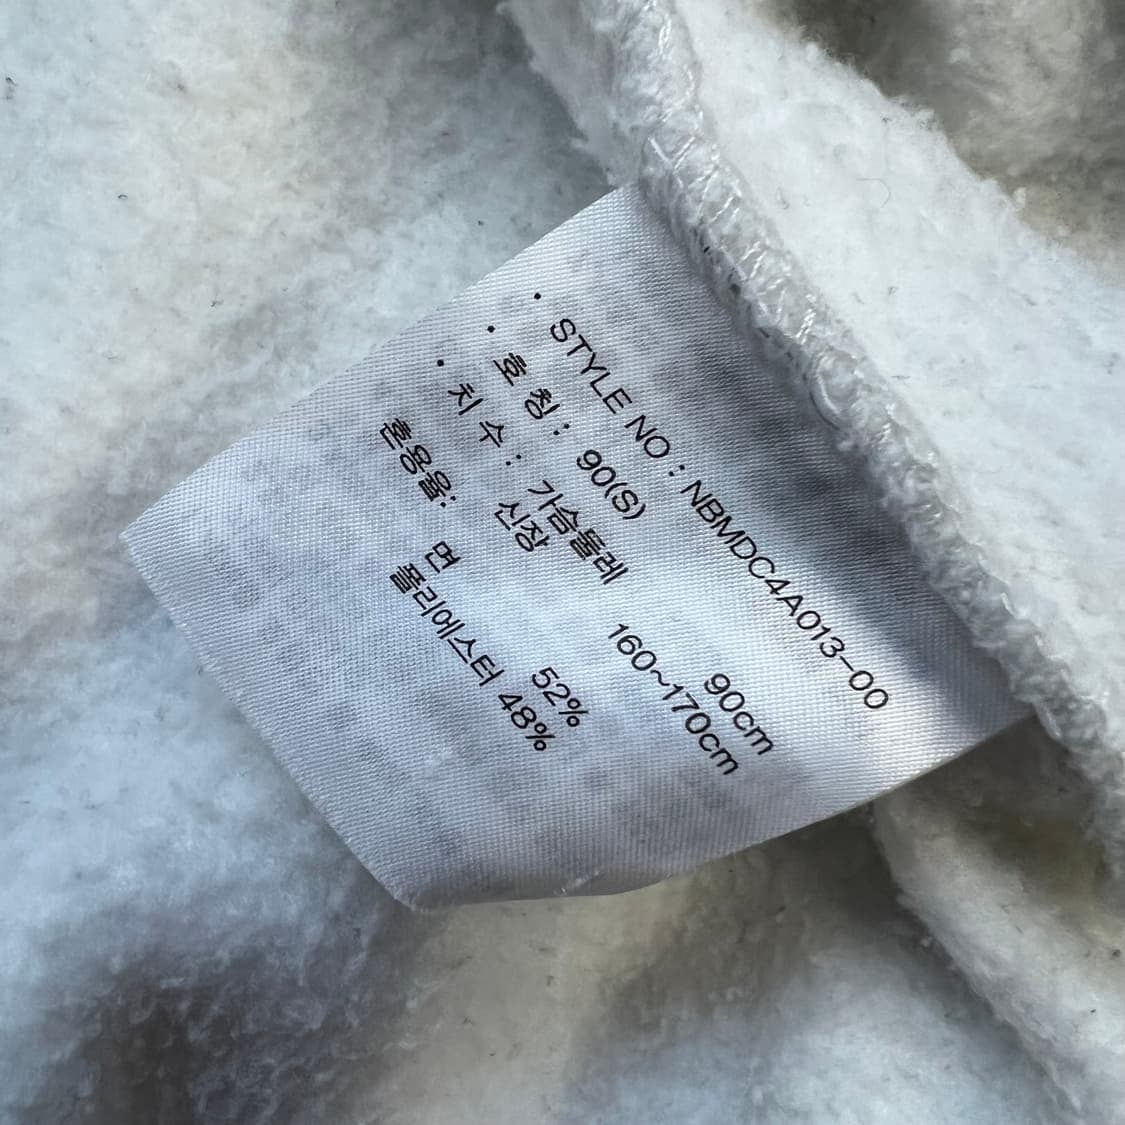 · STYLE NO : NBMDC4A013-00
· 호 칭 : 90(S)
· 치 수 : 가슴둘레 90cm
신장 160~170cm
혼용율: 면 52%
폴리에스터 48%